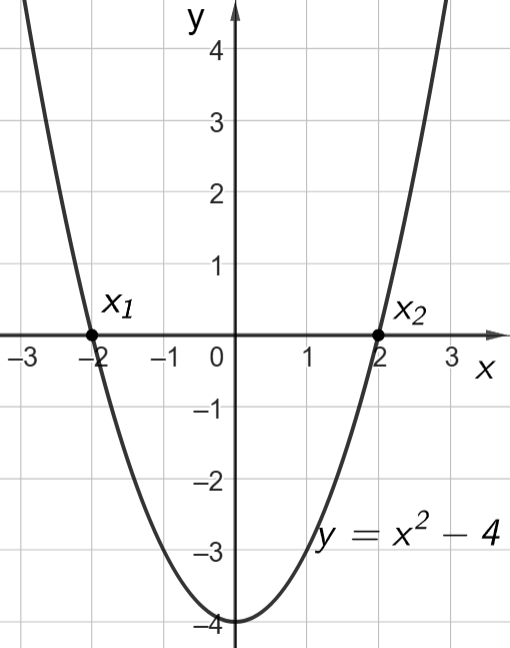 y
4
3
2
1
x₁
x₂
–3 –2 –1 0 1 2 3 x
–1
–2
y = x² – 4
–3
–4